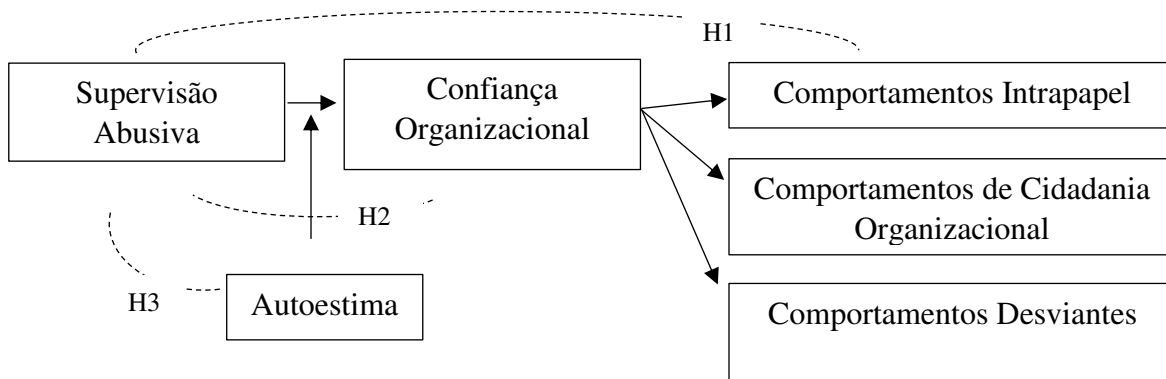 H1
Supervisão
Abusiva
Confiança
Organizacional
Comportamentos Intrapapel
Comportamentos de Cidadania
Organizacional
H2
H3
Autoestima
Comportamentos Desviantes